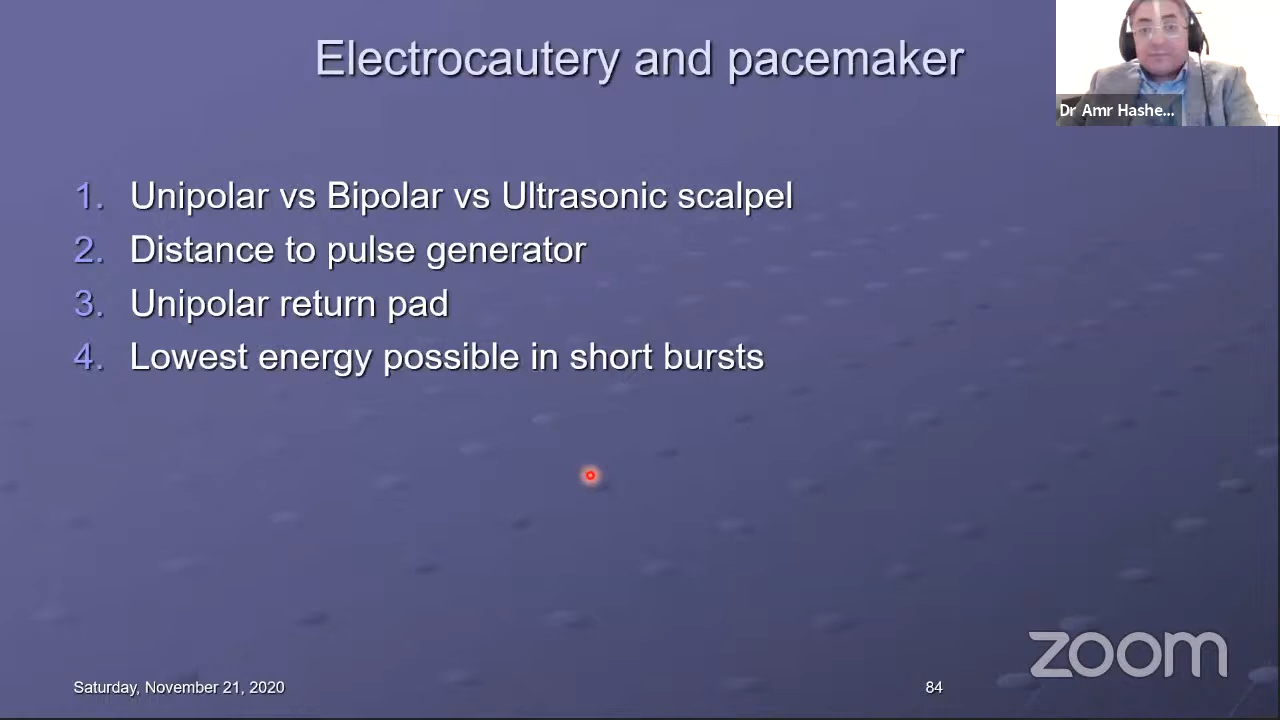 Electrocautery and pacemaker
Dr Amr Hashe...
1. Unipolar vs Bipolar vs Ultrasonic scalpel
2. Distance to pulse generator
3. Unipolar return pad
4. Lowest energy possible in short bursts
zoom
Saturday, November 21, 2020
84